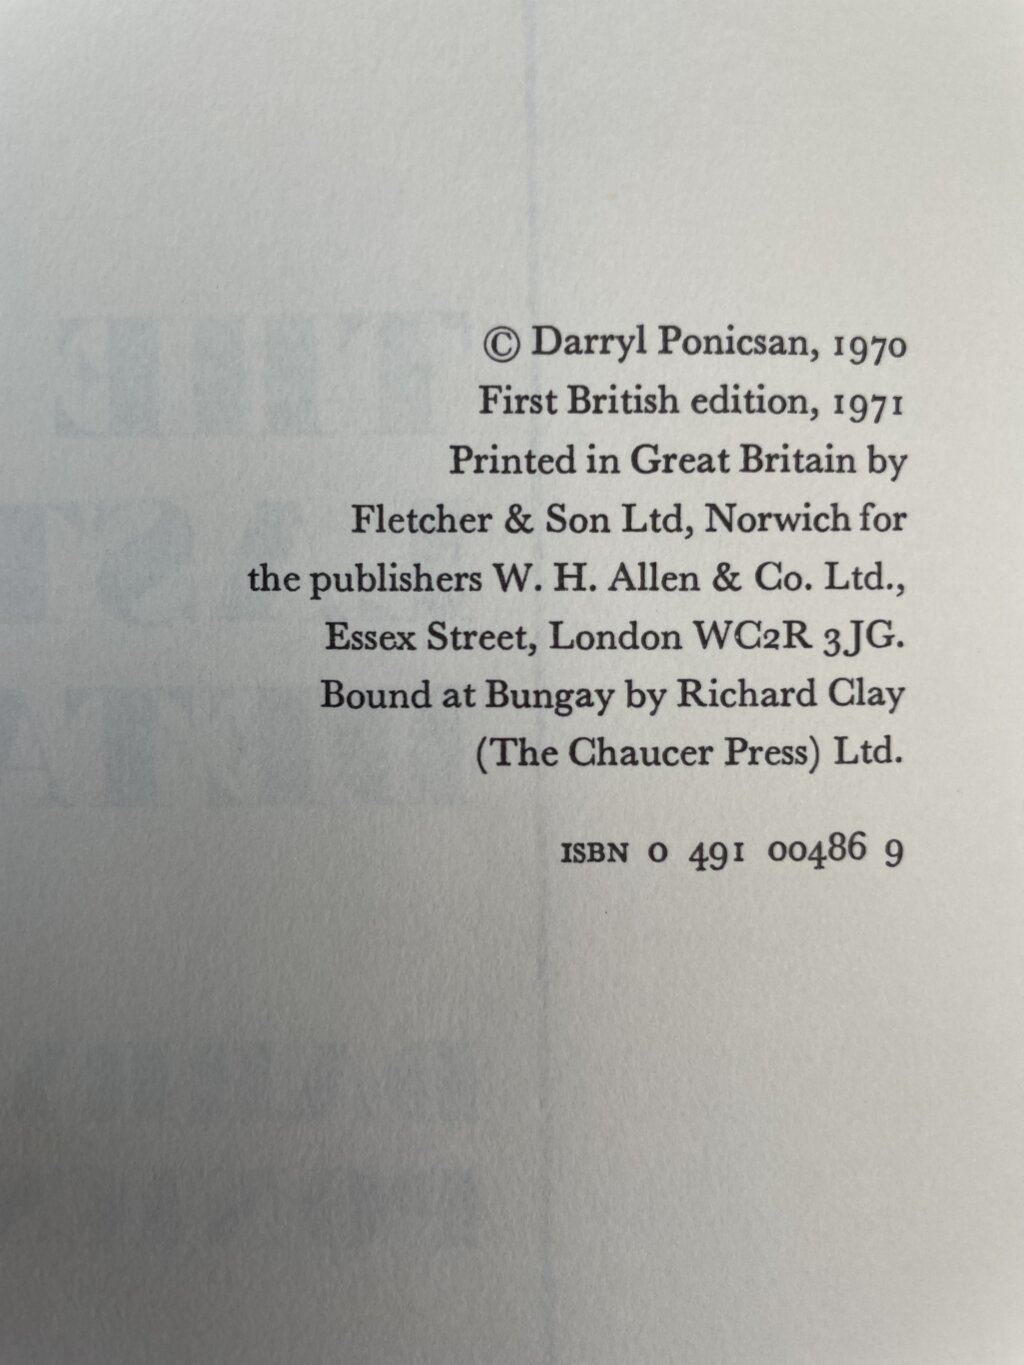 © Darryl Ponicsan, 1970
First British edition, 1971
Printed in Great Britain by
Fletcher & Son Ltd, Norwich for
the publishers W. H. Allen & Co. Ltd.,
Essex Street, London WC2R 3JG.
Bound at Bungay by Richard Clay
(The Chaucer Press) Ltd.
ISBN 0 491 00486 9